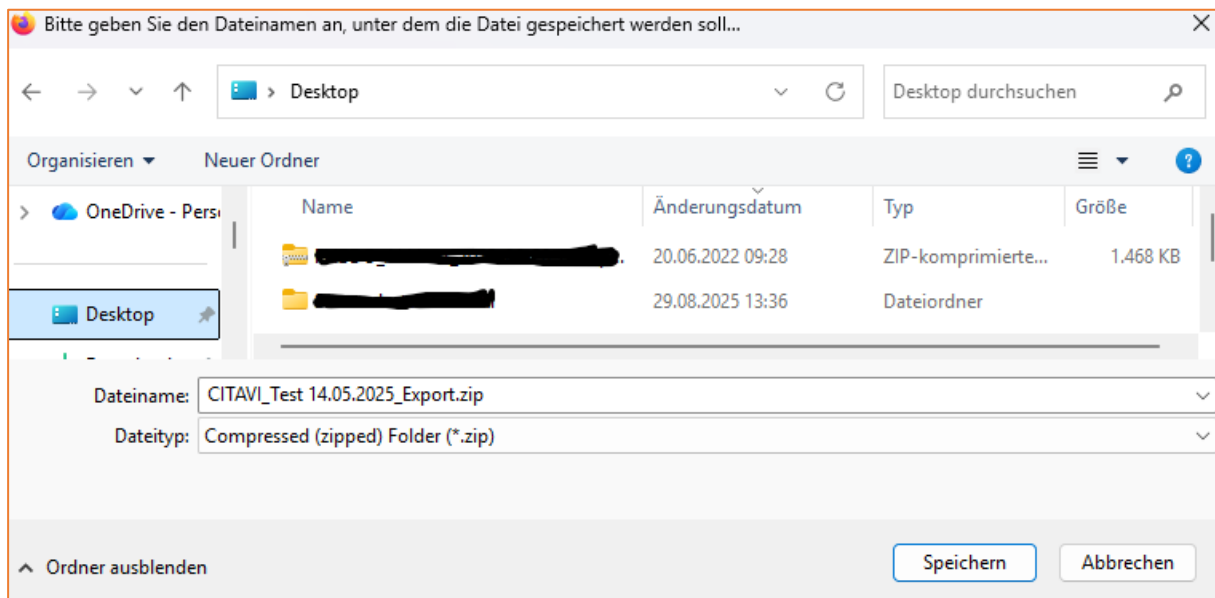 Bitte geben Sie den Dateinamen an, unter dem die Datei gespeichert werden soll...
Desktop
Desktop durchsuchen
Organisieren
Neuer Ordner
OneDrive - Pers
Name
Änderungsdatum
Typ
Größe
20.06.2022 09:28
ZIP-komprimierte...
1.468 KB
Desktop
29.08.2025 13:36
Dateiordner
Dateiname: CITAVI_Test 14.05.2025_Export.zip
Dateityp: Compressed (zipped) Folder (*.zip)
Ordner ausblenden
Speichern
Abbrechen